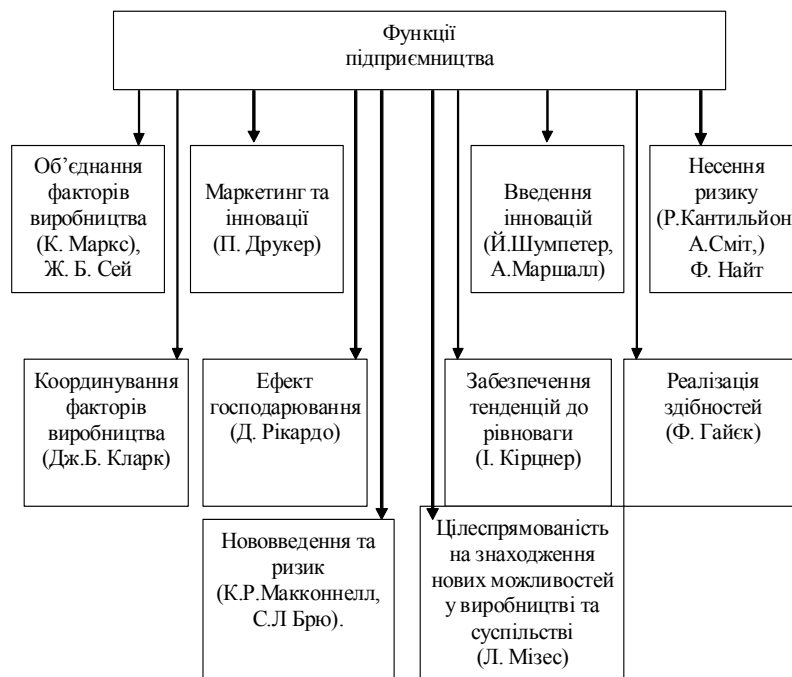 Функції
підприємництва
Об’єднання
факторів
виробництва
(К. Маркс),
Ж. Б. Сей
Маркетинг та
інновації
(П. Друкер)
Введення
інновацій
(Й.Шумпетер,
А.Маршалл)
Несення
ризику
(Р.Кантильйон,
А.Сміт,)
Ф. Найт
Координування
факторів
виробництва
(Дж.Б. Кларк)
Ефект
господарювання
(Д. Рікардо)
Забезпечення
тенденцій до
рівноваги
(І. Кірцнер)
Реалізація
здібностей
(Ф. Гайєк)
Нововведення та
ризик
(К.Р.Макконнелл,
С.Л Брю).
Цілеспрямованість
на знаходження
нових можливостей
у виробництві та
суспільстві
(Л. Мізес)